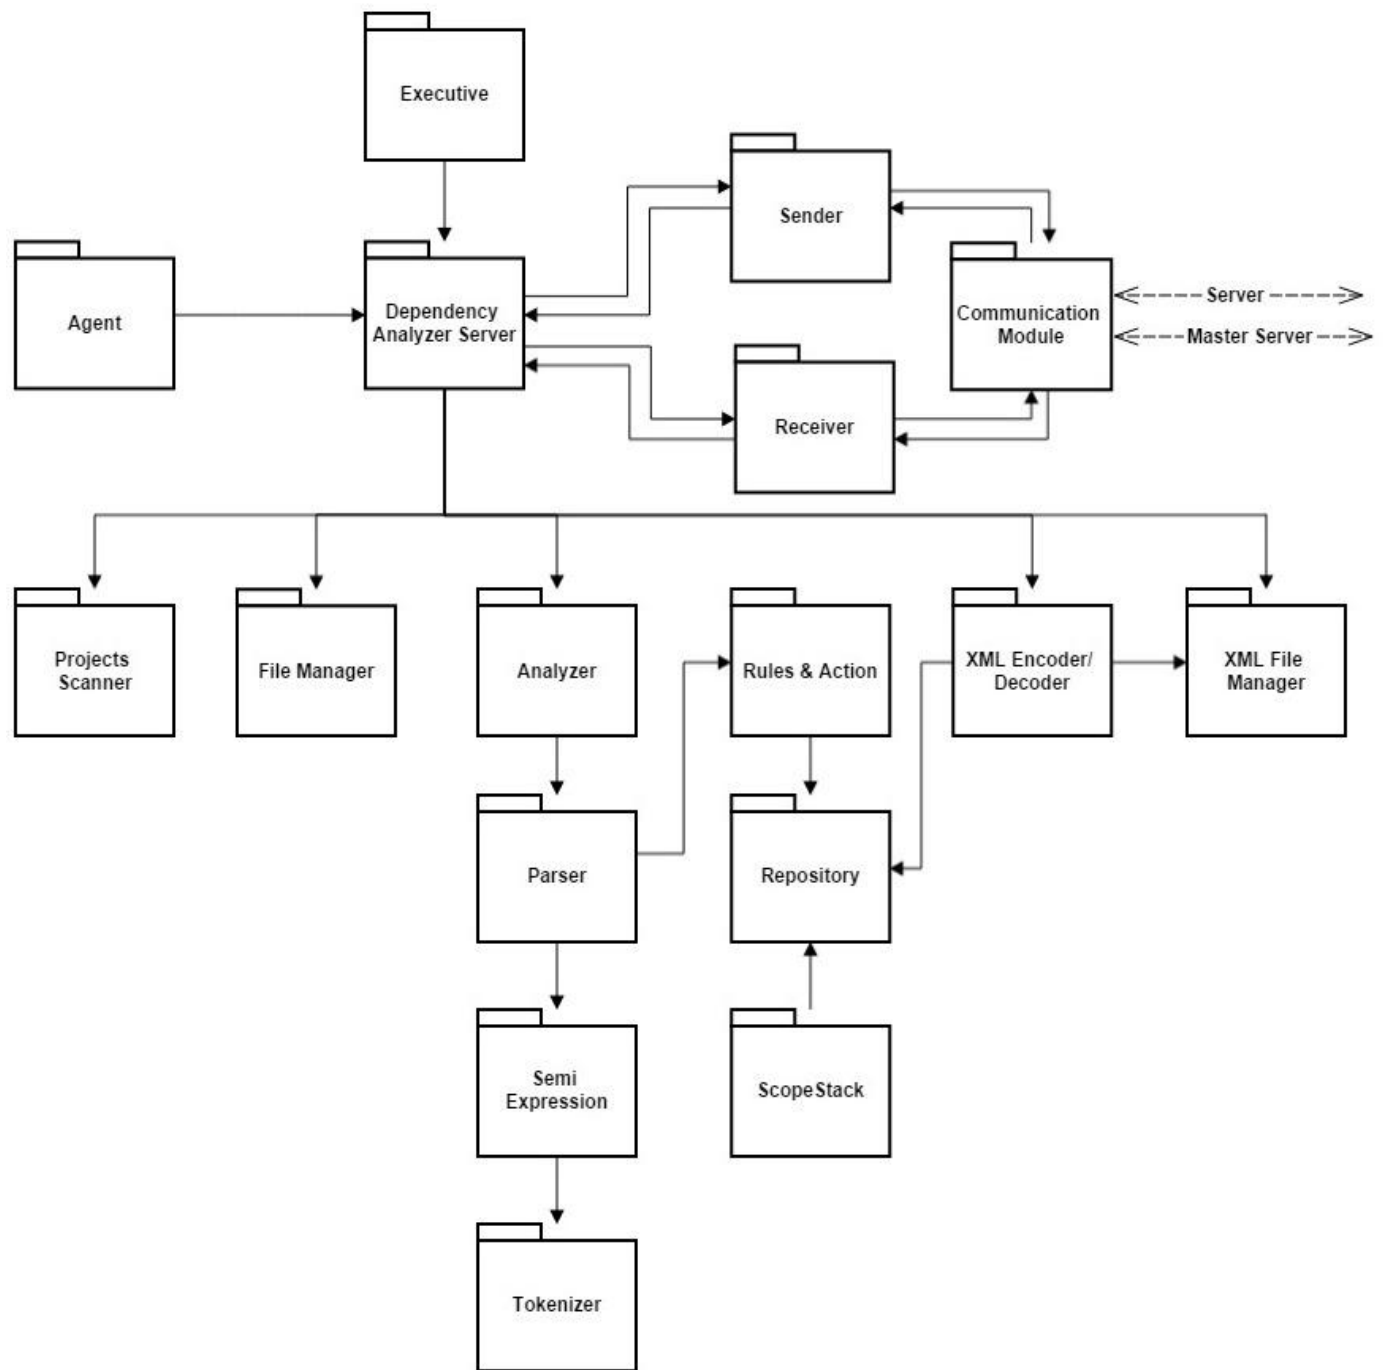 Executive
Sender
Agent
Dependency
Analyzer Server
Communication
Module
Server
Master Server
Receiver
Projects
Scanner
File Manager
Analyzer
Rules & Action
XML Encoder/
Decoder
XML File
Manager
Parser
Repository
Semi
Expression
ScopeStack
Tokenizer